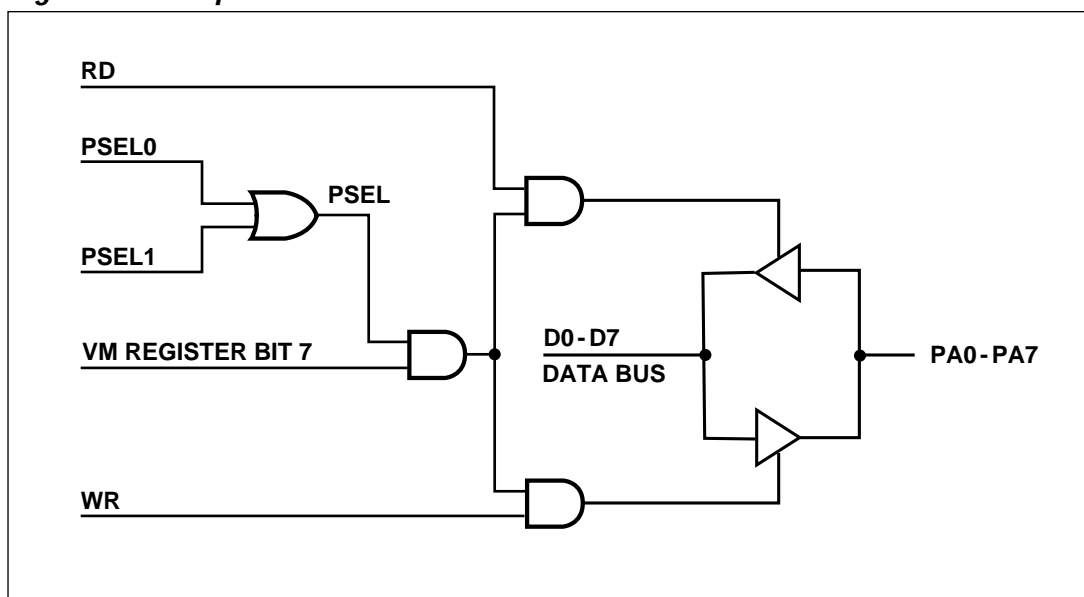 RD
PSEL0
PSEL
PSEL1
D0-D7
VM REGISTER BIT 7
PA0-PA7
DATA BUS
WR